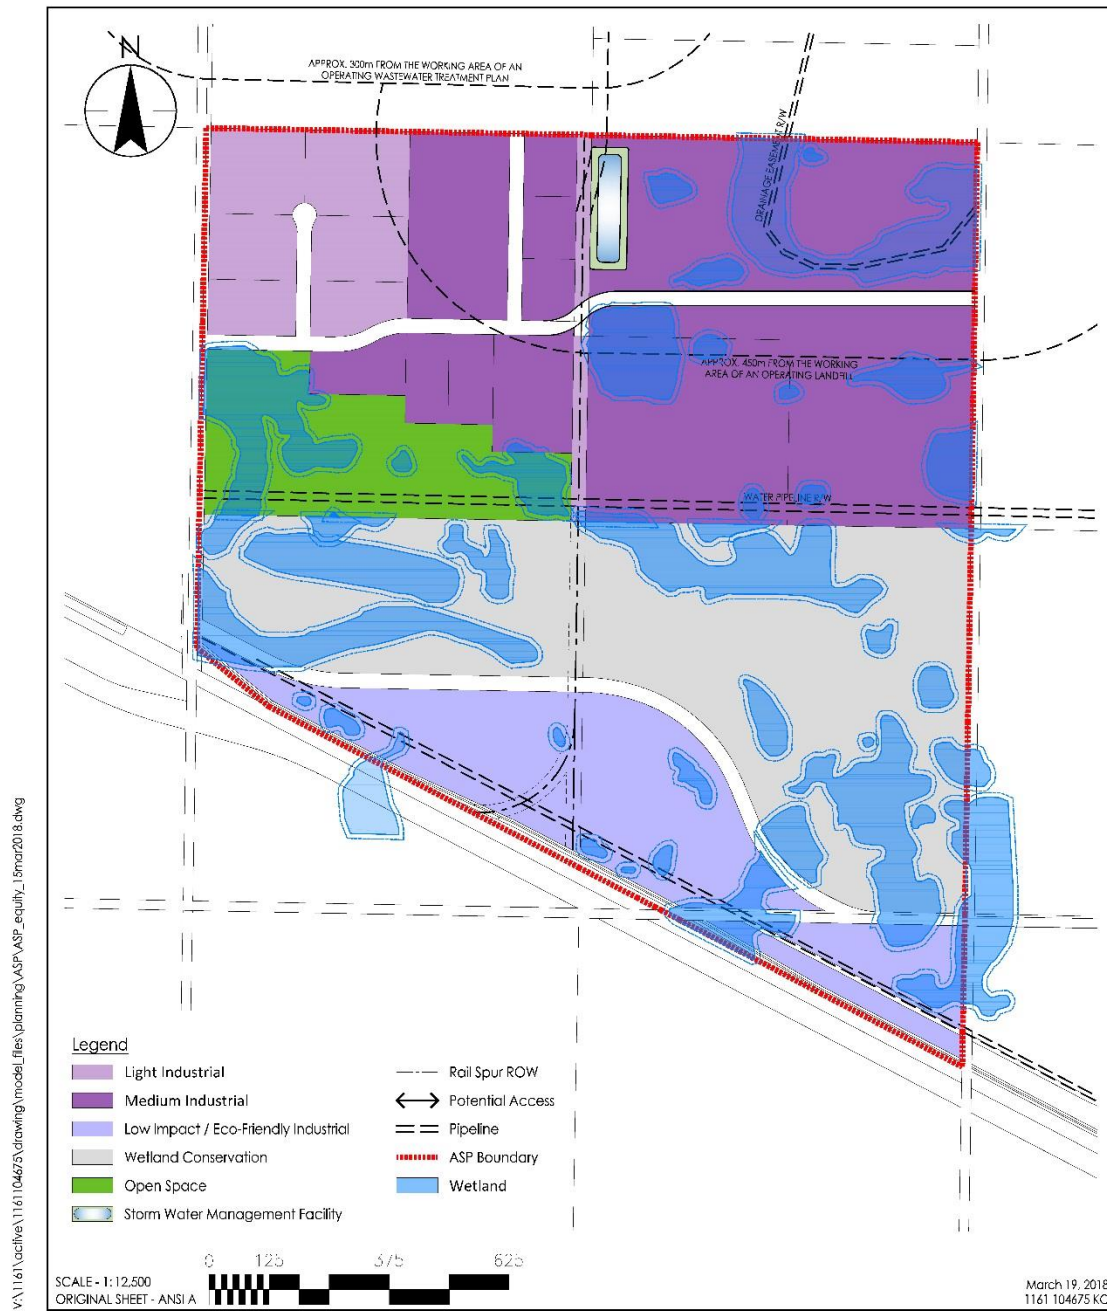 N
APPROX. 300m FROM THE WORKING AREA OF AN
OPERATING WASTEWATER TREATMENT PLAN
DRAINAGE EASEMENT R/W
APPROX. 450m FROM THE WORKING
AREA OF AN OPERATING LANDFILL
WATER PIPELINE R/W
V:\1161\active\1161104675\drawing\model_files\planning\ASP\ASP_equity_15mar2018.dwg
Legend
Light Industrial
Medium Industrial
Low Impact / Eco-Friendly Industrial
Wetland Conservation
Open Space
Storm Water Management Facility
Rail Spur ROW
Potential Access
Pipeline
ASP Boundary
Wetland
0 125 375 625
SCALE - 1:12,500
ORIGINAL SHEET - ANSI A
March 19, 2018
1161 104675 KC